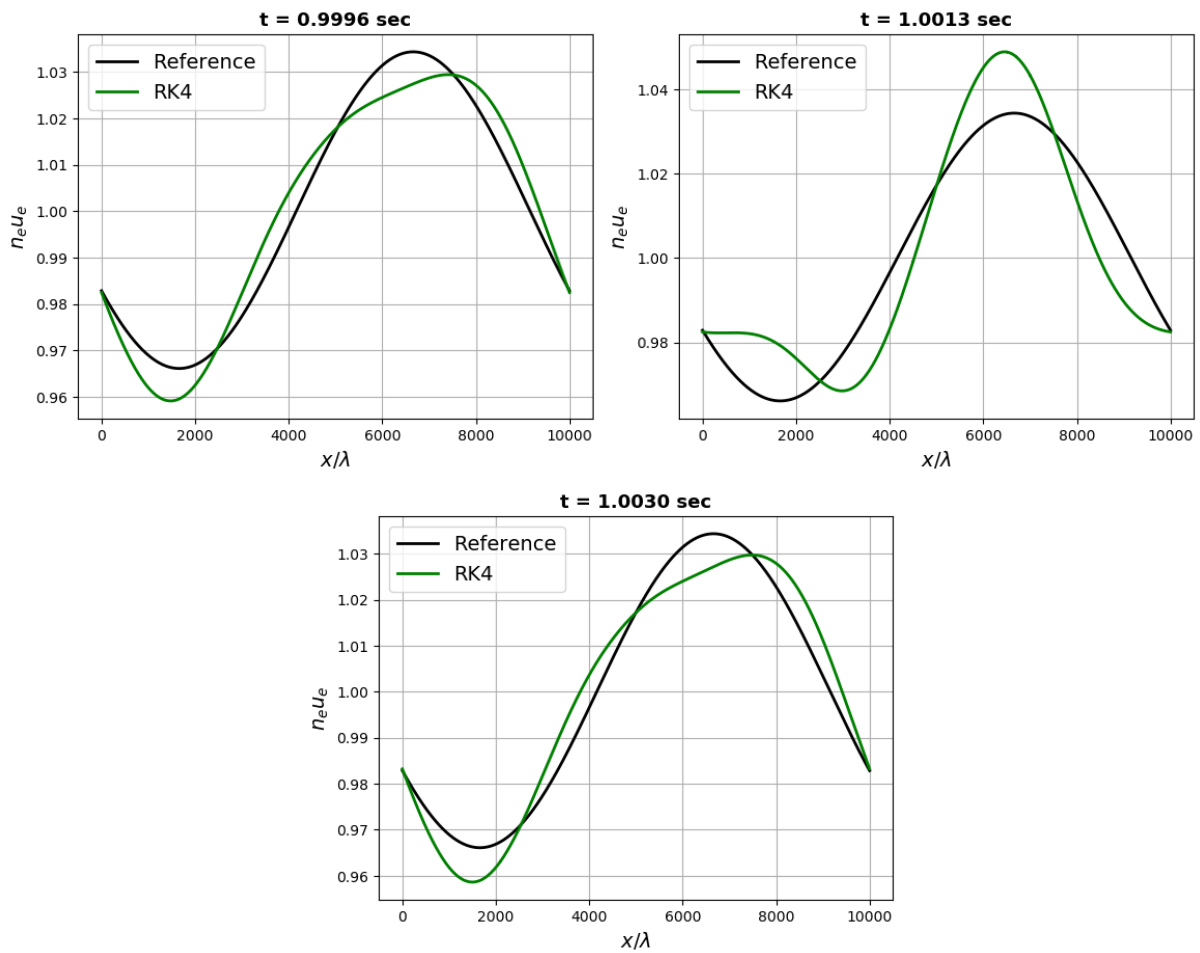 t = 0.9996 sec
Reference
RK4
1.03
1.02
1.01
1.00
0.99
0.98
0.97
0.96
n_e u_e
0 2000 4000 6000 8000 10000
x/λ
t = 1.0013 sec
Reference
RK4
1.04
1.02
1.00
0.98
n_e u_e
0 2000 4000 6000 8000 10000
x/λ
t = 1.0030 sec
Reference
RK4
1.03
1.02
1.01
1.00
0.99
0.98
0.97
0.96
n_e u_e
0 2000 4000 6000 8000 10000
x/λ